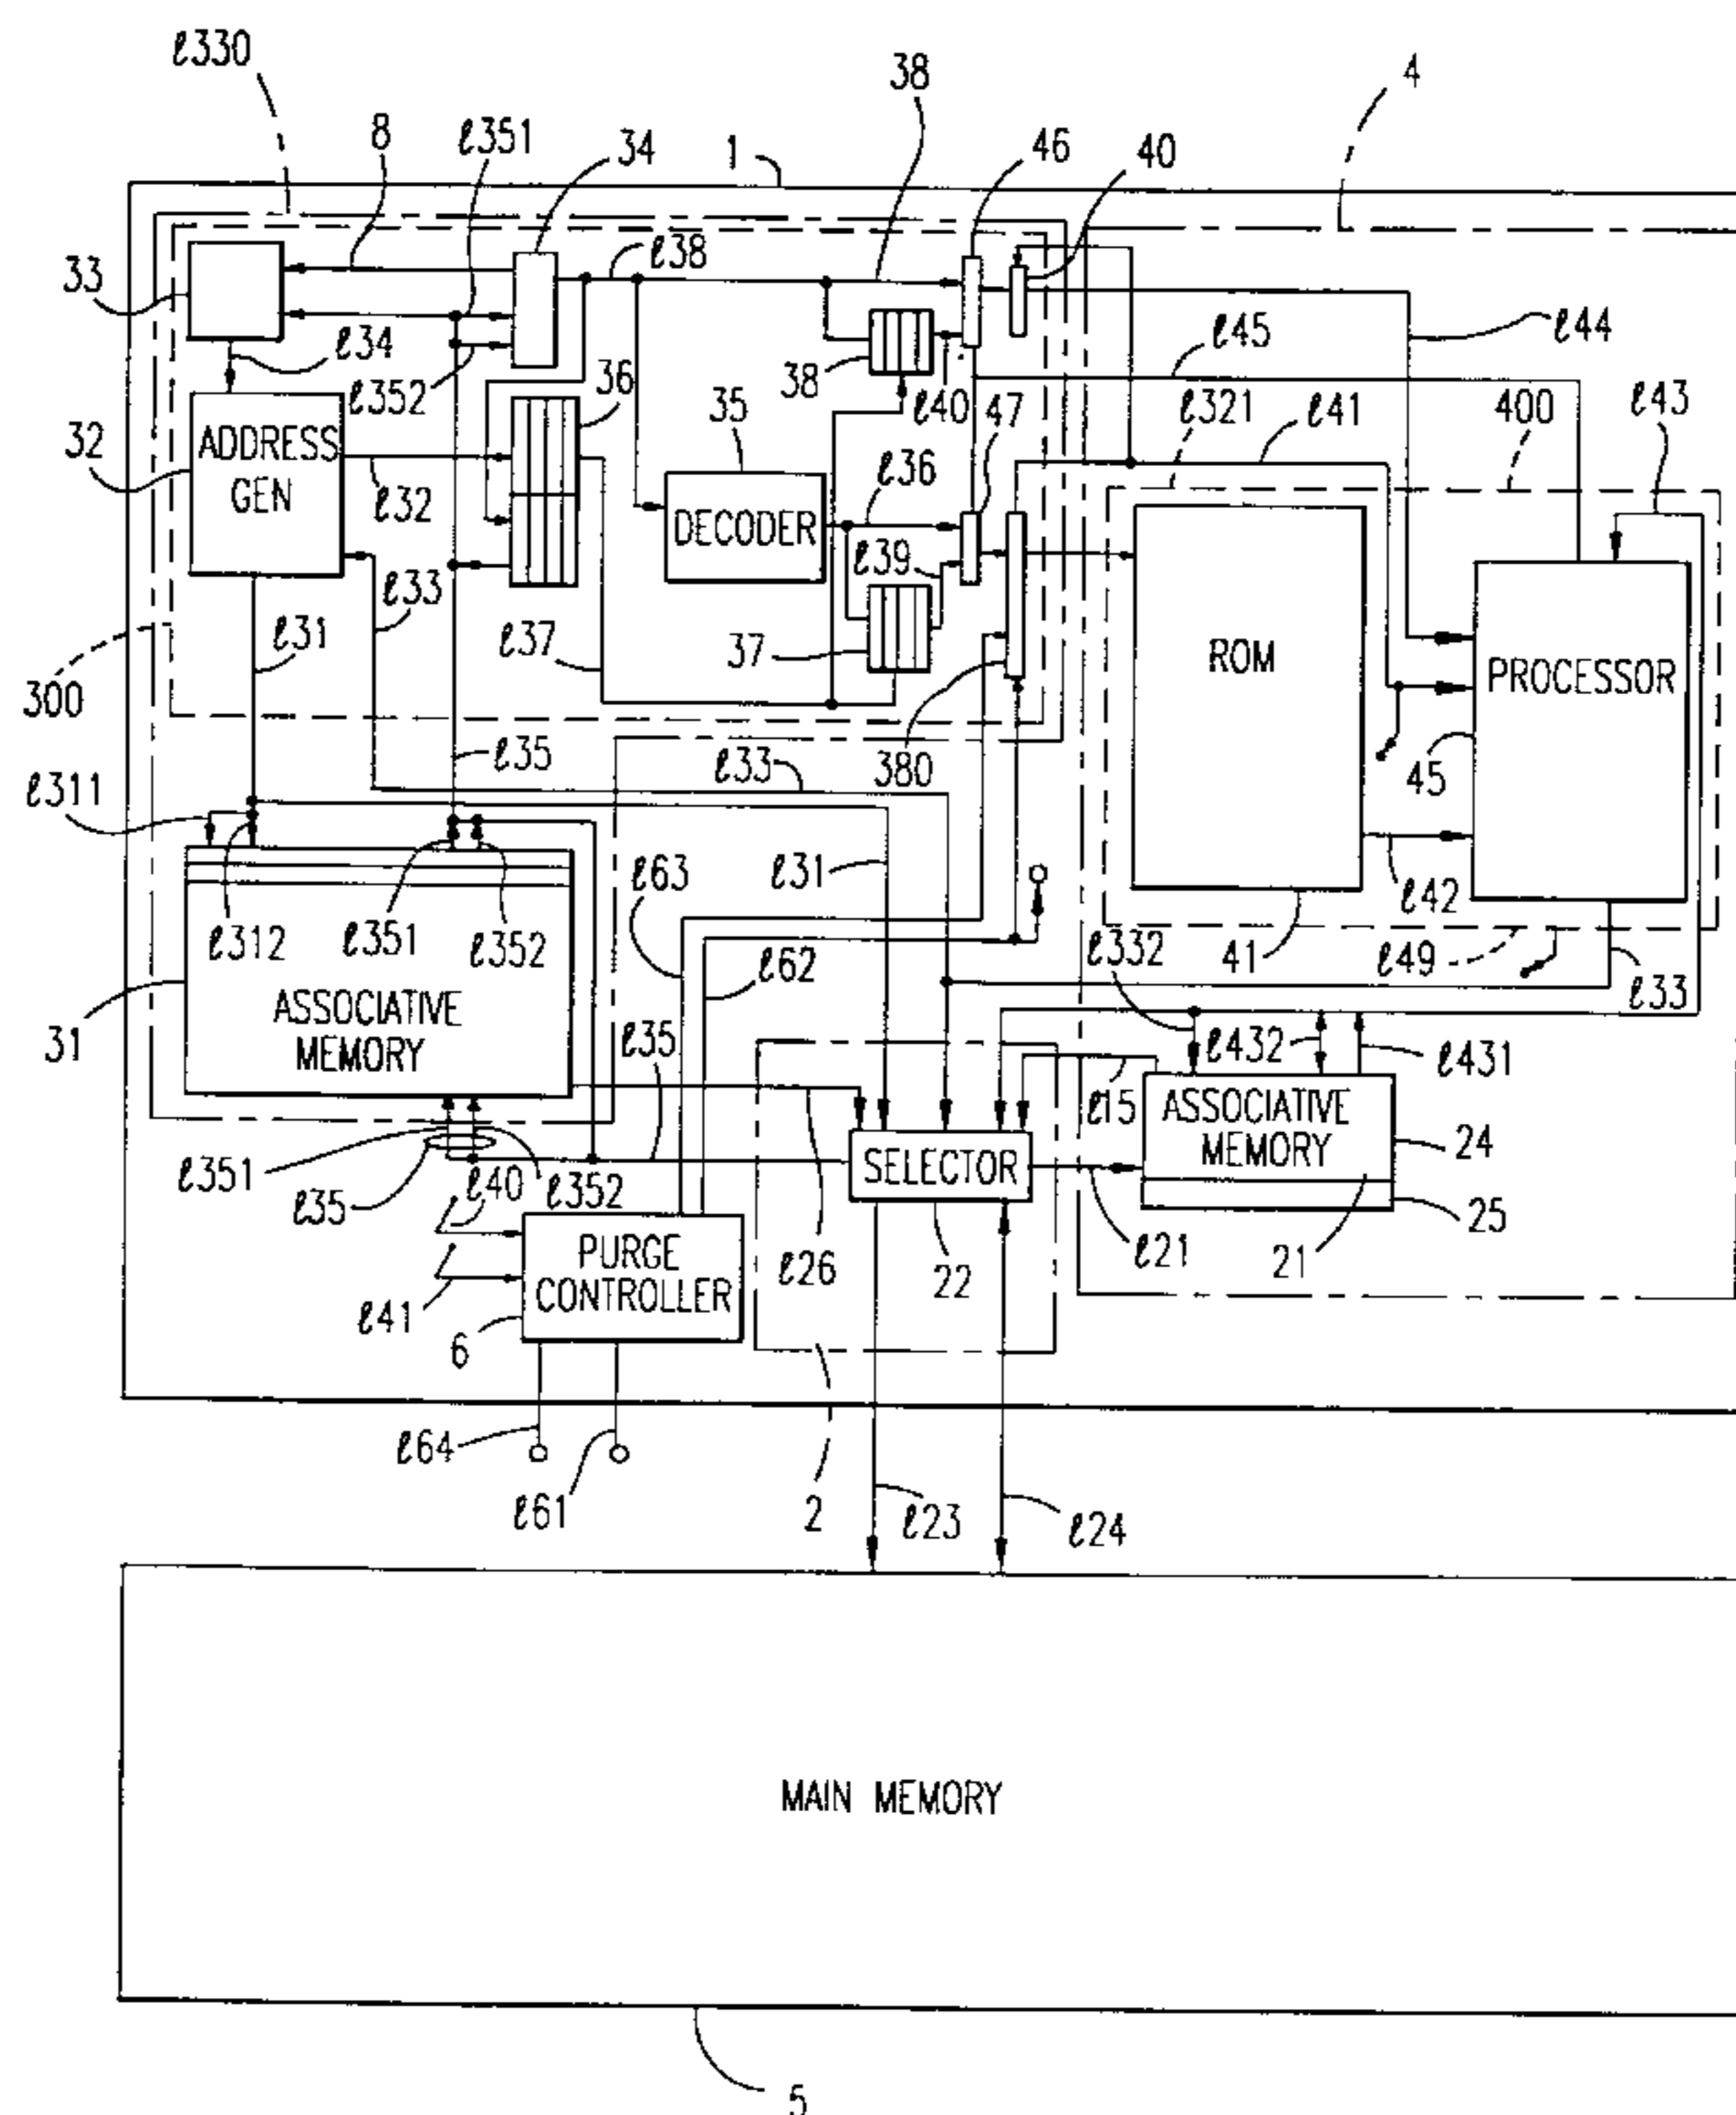 ℓ330
38
4
8
ℓ351
34
1
46
40
33
ℓ38
ℓ34
ℓ44
ℓ45
38
ℓ352
36
ℓ40
47
ℓ321
400
ℓ43
32
ADDRESS
GEN
ℓ32
35
ℓ36
ℓ41
DECODER
ℓ39
ℓ33
ℓ31
ℓ37
37
ROM
PROCESSOR
300
ℓ35
ℓ33
380
45
ℓ311
ℓ63
ℓ31
ℓ42
ℓ312
ℓ351
ℓ352
ℓ62
ℓ332
41
ℓ49
ℓ33
31
ASSOCIATIVE
MEMORY
ℓ35
ℓ432
ℓ431
ℓ15
ASSOCIATIVE
MEMORY
24
SELECTOR
ℓ351
ℓ35
ℓ40
ℓ352
25
PURGE
CONTROLLER
ℓ26
22
ℓ21
21
ℓ41
6
ℓ64
ℓ61
2
ℓ23
ℓ24
MAIN MEMORY
5